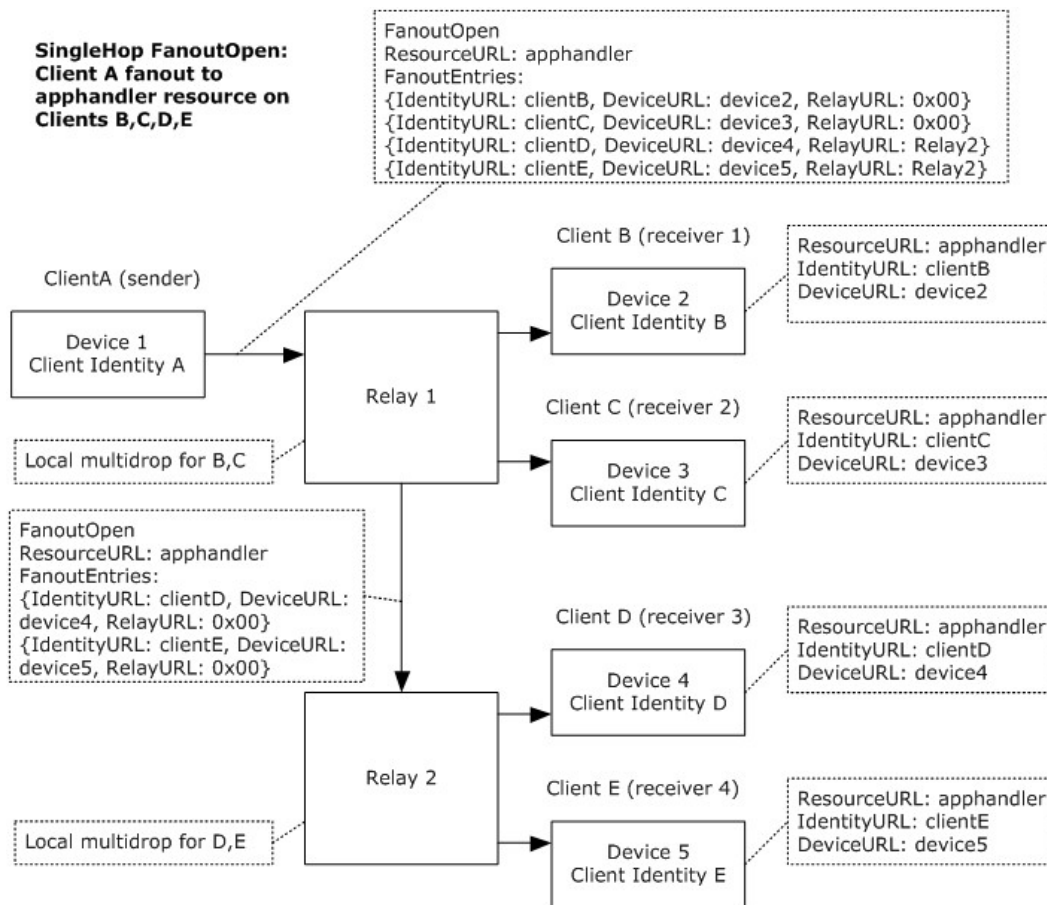 SingleHop FanoutOpen:
Client A fanout to
apphandler resource on
Clients B,C,D,E
FanoutOpen
ResourceURL: apphandler
FanoutEntries:
{IdentityURL: clientB, DeviceURL: device2, RelayURL: 0x00}
{IdentityURL: clientC, DeviceURL: device3, RelayURL: 0x00}
{IdentityURL: clientD, DeviceURL: device4, RelayURL: Relay2}
{IdentityURL: clientE, DeviceURL: device5, RelayURL: Relay2}
ClientA (sender)
Device 1
Client Identity A
Relay 1
Local multidrop for B,C
Client B (receiver 1)
Device 2
Client Identity B
ResourceURL: apphandler
IdentityURL: clientB
DeviceURL: device2
Client C (receiver 2)
Device 3
Client Identity C
ResourceURL: apphandler
IdentityURL: clientC
DeviceURL: device3
FanoutOpen
ResourceURL: apphandler
FanoutEntries:
{IdentityURL: clientD, DeviceURL:
device4, RelayURL: 0x00}
{IdentityURL: clientE, DeviceURL:
device5, RelayURL: 0x00}
Relay 2
Local multidrop for D,E
Client D (receiver 3)
Device 4
Client Identity D
ResourceURL: apphandler
IdentityURL: clientD
DeviceURL: device4
Client E (receiver 4)
Device 5
Client Identity E
ResourceURL: apphandler
IdentityURL: clientE
DeviceURL: device5